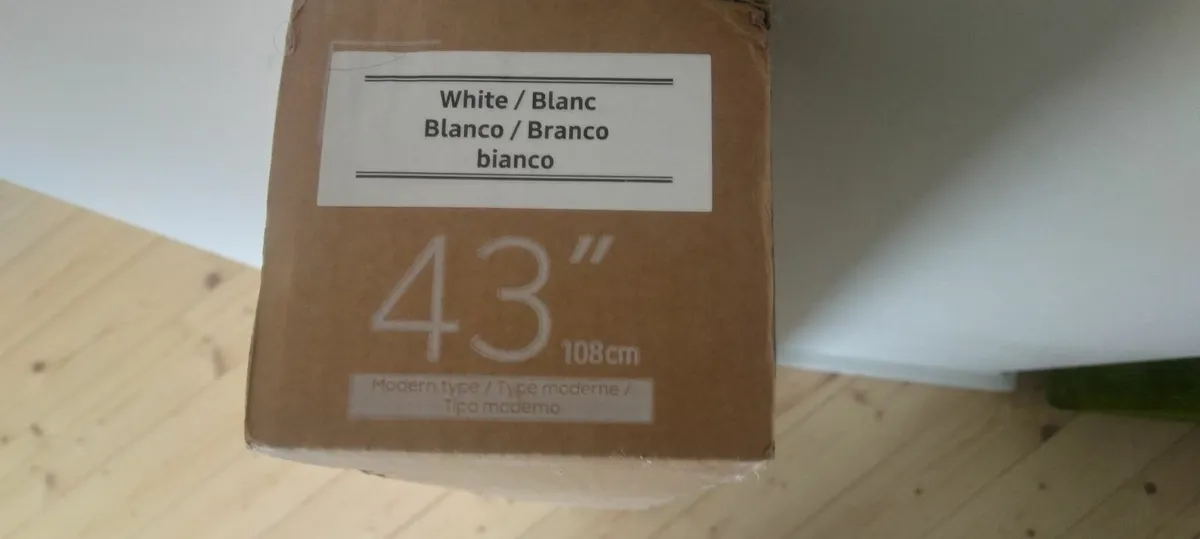 White / Blanc
Blanco / Branco
bianco
43"
108cm
Modern type / Type moderne /
Tipo moderno